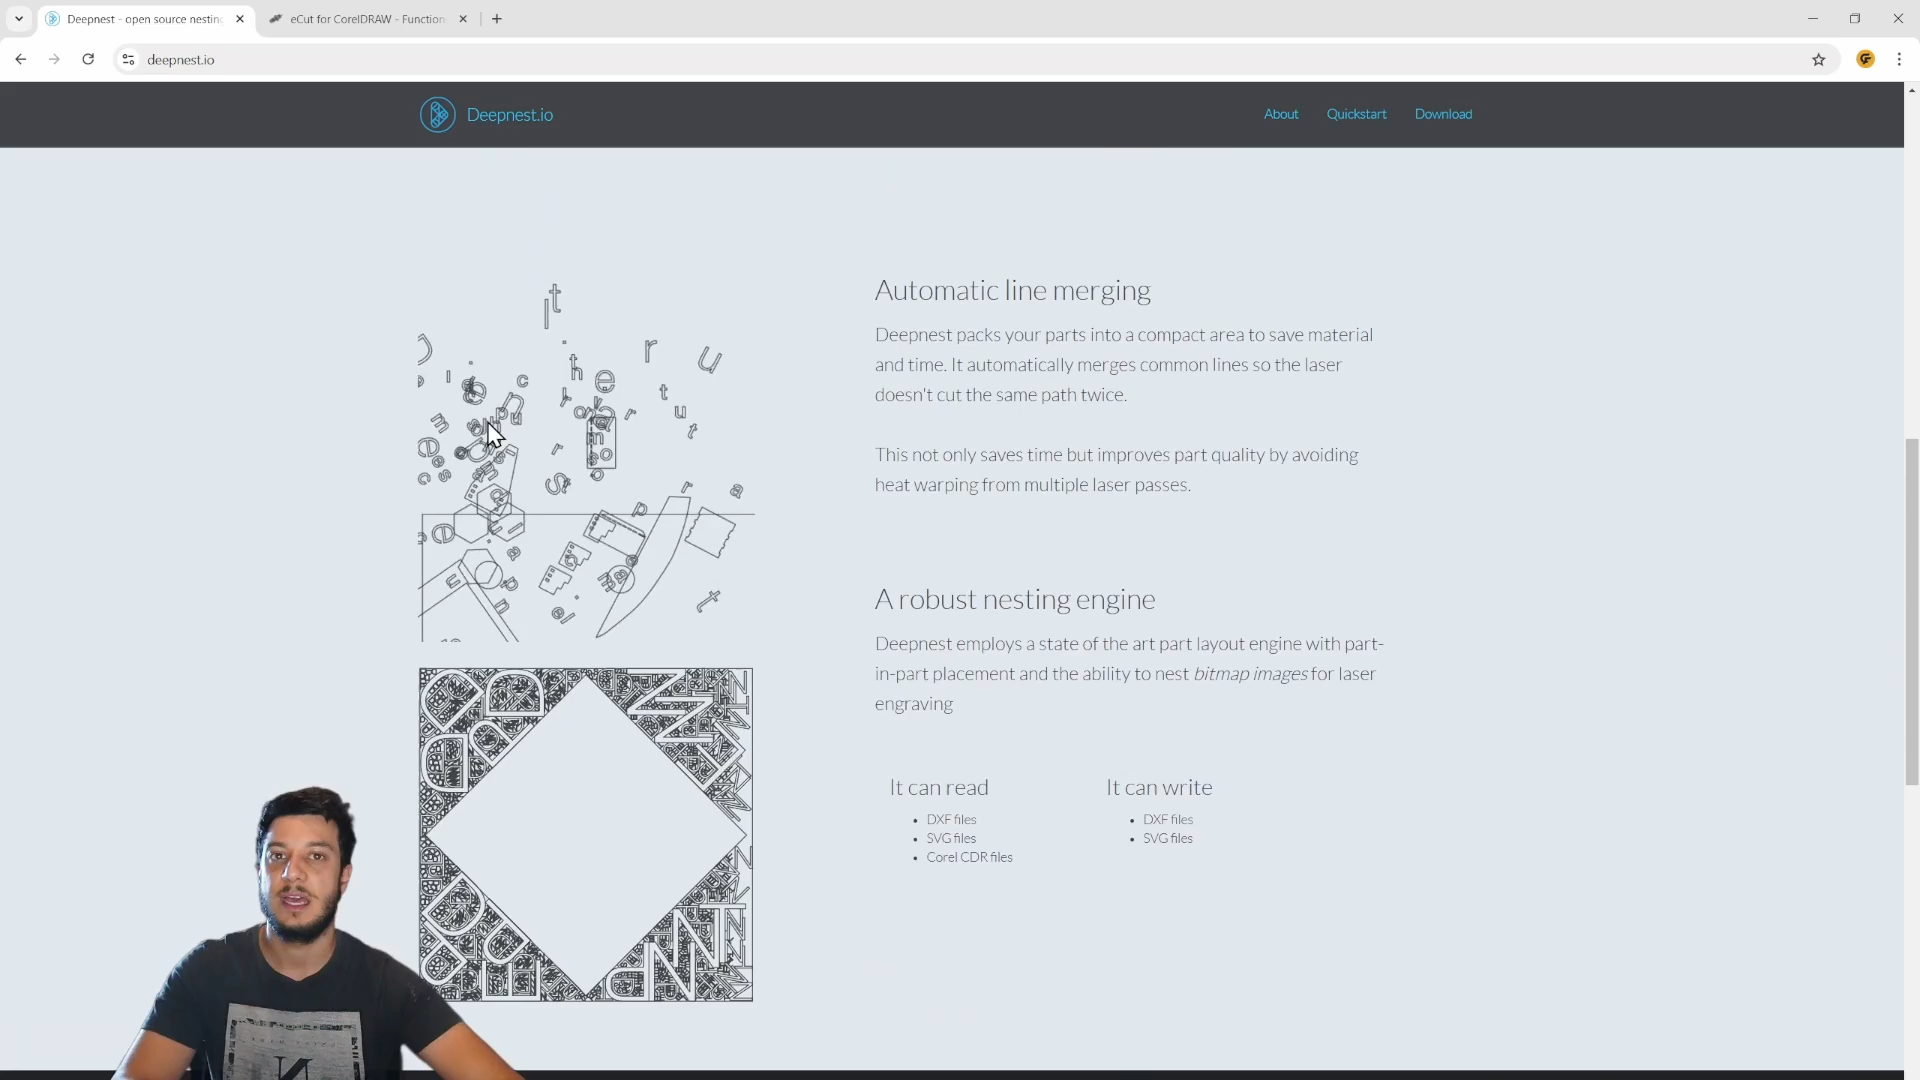 Deepnest - open source nestin
eCut for CorelDRAW - Function
deepnest.io
Deepnest.io
About
Quickstart
Download
Automatic line merging
Deepnest packs your parts into a compact area to save material
and time. It automatically merges common lines so the laser
doesn't cut the same path twice.
This not only saves time but improves part quality by avoiding
heat warping from multiple laser passes.
A robust nesting engine
Deepnest employs a state of the art part layout engine with part-
in-part placement and the ability to nest bitmap images for laser
engraving
It can read
• DXF files
• SVG files
• Corel CDR files
It can write
• DXF files
• SVG files